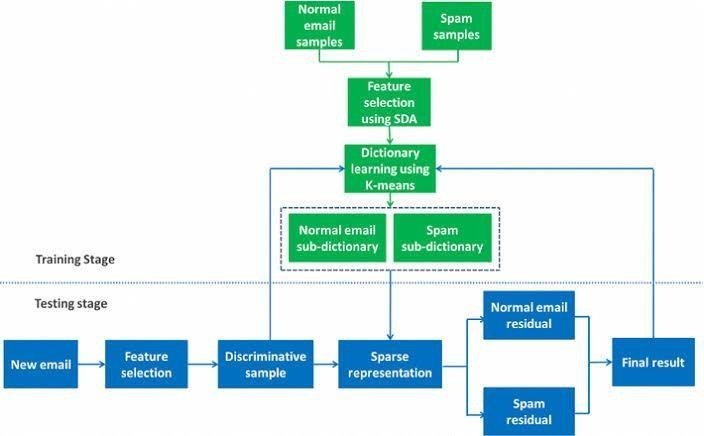 Normal
email
samples
Spam
samples
Feature
selection
using SDA
Dictionary
learning using
K-means
Normal email
sub-dictionary
Spam
sub-dictionary
Training Stage
Testing stage
New email
Feature
selection
Discriminative
sample
Sparse
representation
Normal email
residual
Spam
residual
Final result